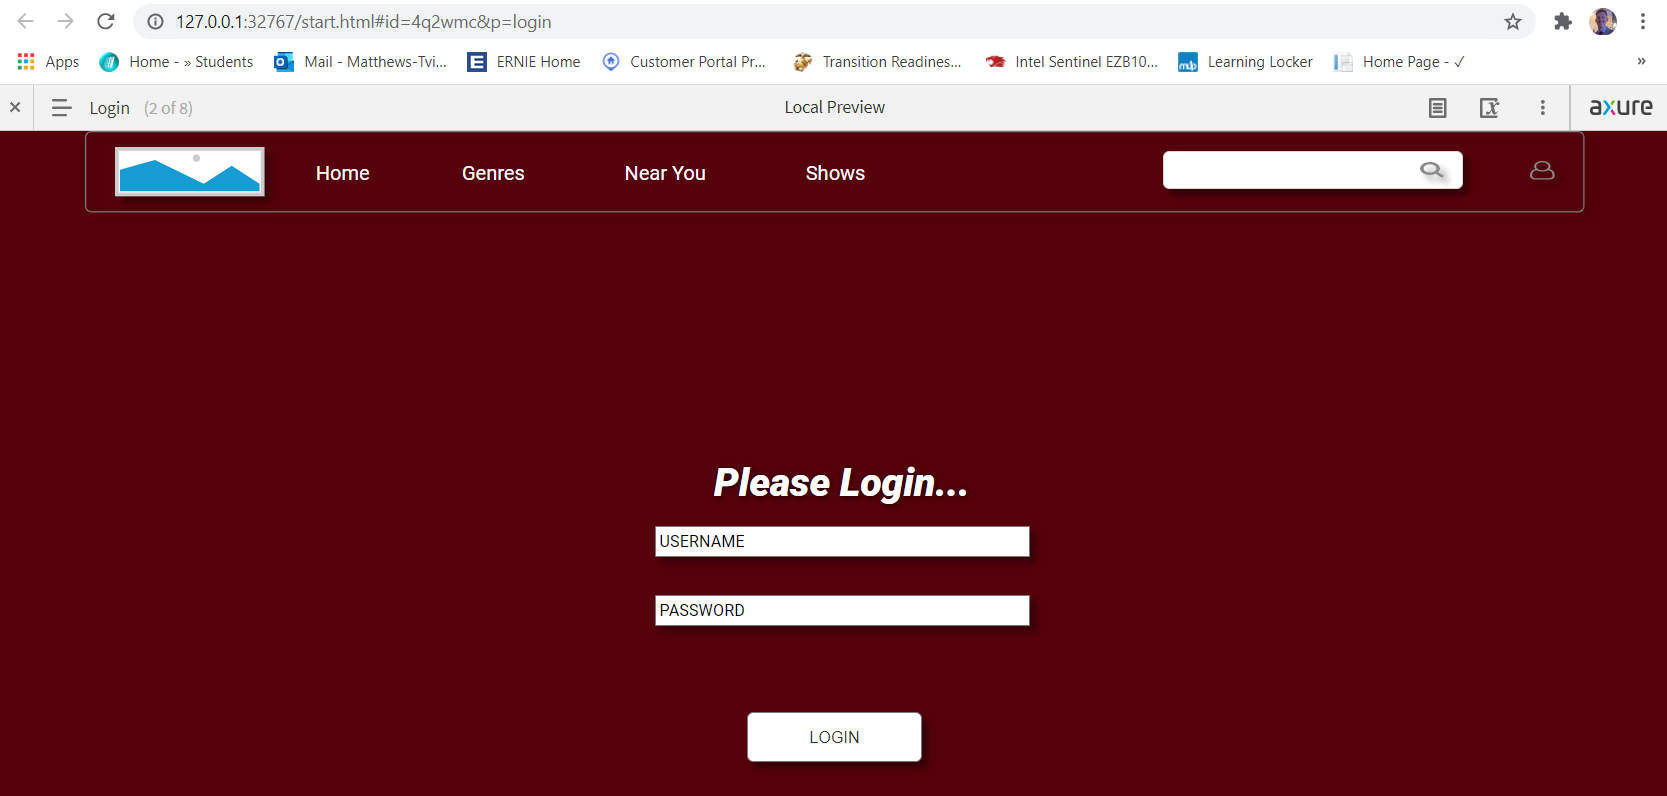 127.0.0.1:32767/start.html#id=4q2wmc&p=login
Apps Home - » Students Mail - Matthews-Tvi... ERNIE Home Customer Portal Pr... Transition Readines... Intel Sentinel EZB10... Learning Locker Home Page - ✓ »
Login (2 of 8) Local Preview axure
Home Genres Near You Shows
Please Login...
USERNAME
PASSWORD
LOGIN